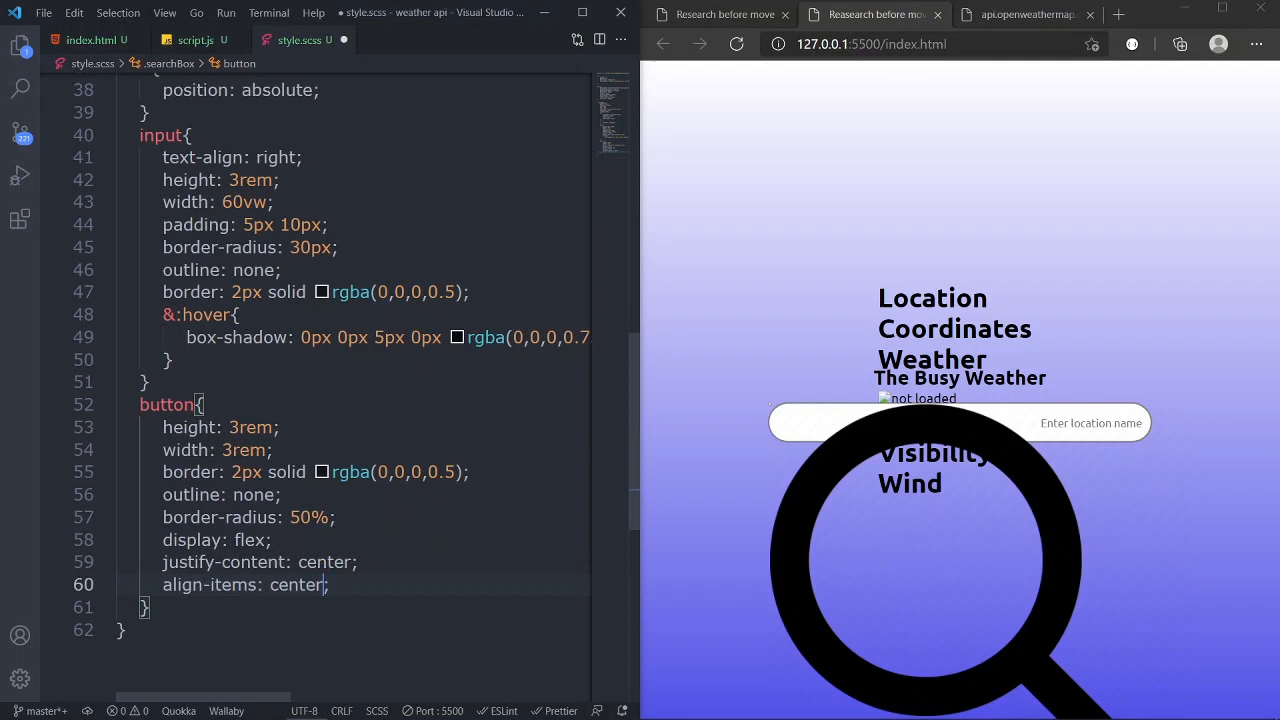 File Edit Selection View Go Run Terminal Help
● style.scss - weather api - Visual Studio ...
Research before move
Reasearch before mo
api.openweathermap.
index.html U
script.js U
style.scss U
127.0.0.1:5500/index.html
style.scss > .searchBox > button
38 position: absolute;
39 }
40 input{
41 text-align: right;
42 height: 3rem;
43 width: 60vw;
44 padding: 5px 10px;
45 border-radius: 30px;
46 outline: none;
47 border: 2px solid rgba(0,0,0,0.5);
48 &:hover{
49 box-shadow: 0px 0px 5px 0px rgba(0,0,0,0.7
50 }
51 }
52 button{
53 height: 3rem;
54 width: 3rem;
55 border: 2px solid rgba(0,0,0,0.5);
56 outline: none;
57 border-radius: 50%;
58 display: flex;
59 justify-content: center;
60 align-items: center;
61 }
62 }
1
221
Location
Coordinates
Weather
The Busy Weather
not loaded
Enter location name
Visibility
Wind
master*+ 0 0 Quokka Wallaby UTF-8 CRLF SCSS Port : 5500 ESLint Prettier